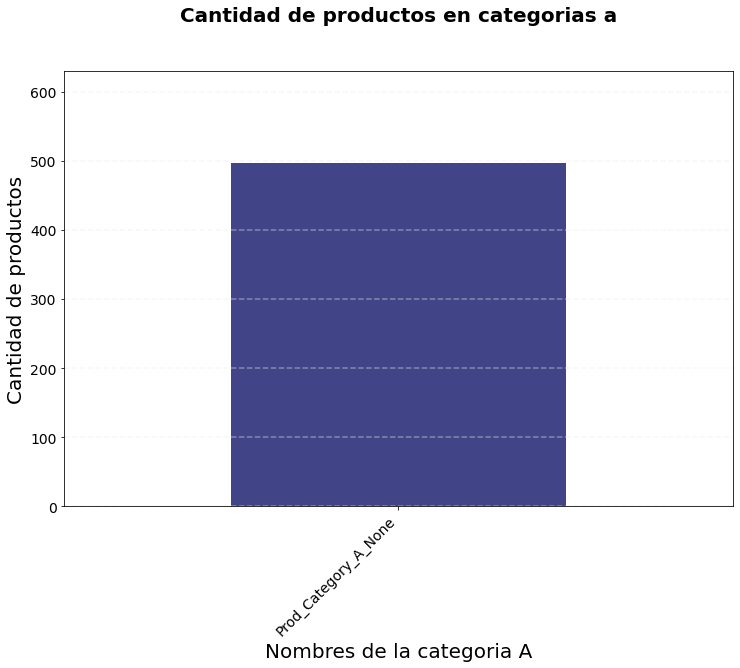 Cantidad de productos en categorias a
Cantidad de productos
600
500
400
300
200
100
0
Prod_Category_A_None
Nombres de la categoria A